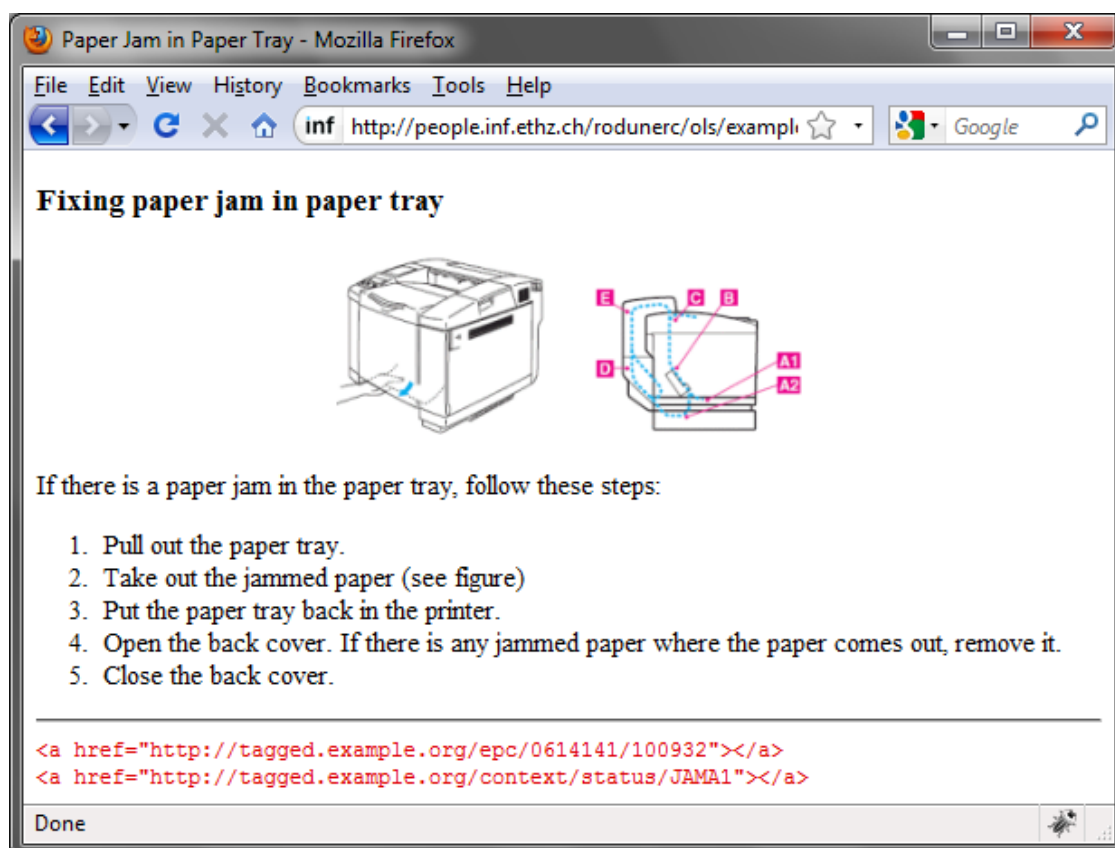 Paper Jam in Paper Tray - Mozilla Firefox
File Edit View History Bookmarks Tools Help
inf http://people.inf.ethz.ch/rodunerc/ols/exampl Google
Fixing paper jam in paper tray
E C B
D A1
A2
If there is a paper jam in the paper tray, follow these steps:
1. Pull out the paper tray.
2. Take out the jammed paper (see figure)
3. Put the paper tray back in the printer.
4. Open the back cover. If there is any jammed paper where the paper comes out, remove it.
5. Close the back cover.
<a href="http://tagged.example.org/epc/0614141/100932"></a>
<a href="http://tagged.example.org/context/status/JAMA1"></a>
Done